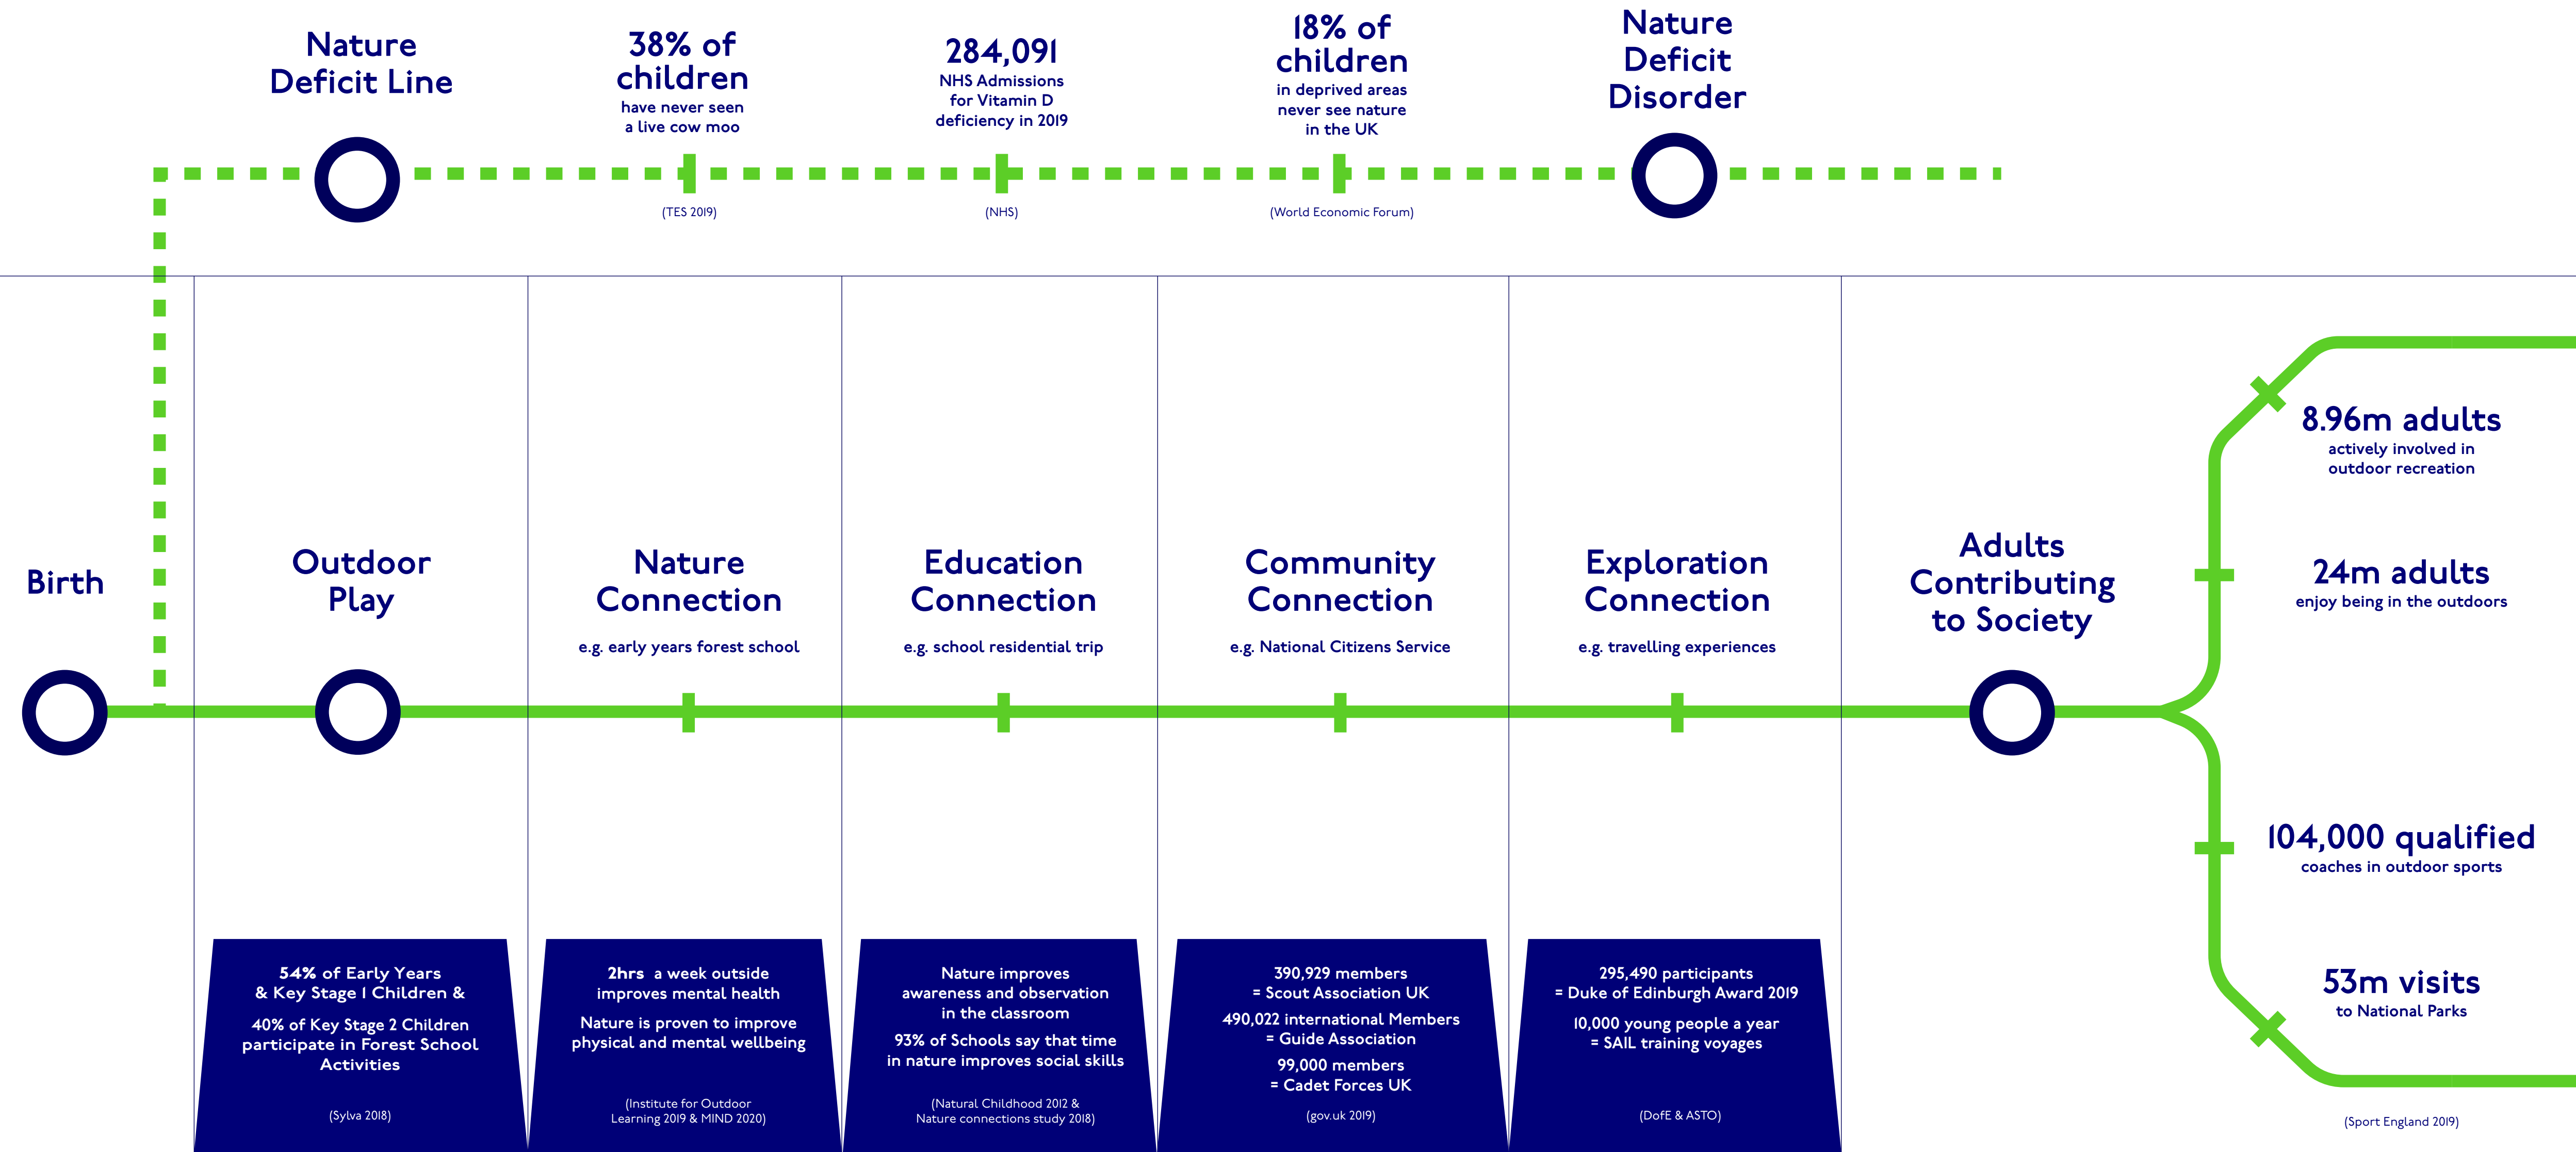 Nature
Deficit Line
38% of
children
have never seen
a live cow moo
(TES 2019)
284,091
NHS Admissions
for Vitamin D
deficiency in 2019
(NHS)
18% of
children
in deprived areas
never see nature
in the UK
(World Economic Forum)
Nature
Deficit
Disorder
Birth
Outdoor
Play
Nature
Connection
e.g. early years forest school
Education
Connection
e.g. school residential trip
Community
Connection
e.g. National Citizens Service
Exploration
Connection
e.g. travelling experiences
Adults
Contributing
to Society
8.96m adults
actively involved in
outdoor recreation
24m adults
enjoy being in the outdoors
104,000 qualified
coaches in outdoor sports
53m visits
to National Parks
(Sport England 2019)
54% of Early Years
& Key Stage 1 Children &
40% of Key Stage 2 Children
participate in Forest School
Activities
(Sylva 2018)
2hrs a week outside
improves mental health
Nature is proven to improve
physical and mental wellbeing
(Institute for Outdoor
Learning 2019 & MIND 2020)
Nature improves
awareness and observation
in the classroom
93% of Schools say that time
in nature improves social skills
(Natural Childhood 2012 &
Nature connections study 2018)
390,929 members
= Scout Association UK
490,022 international Members
= Guide Association
99,000 members
= Cadet Forces UK
(gov.uk 2019)
295,490 participants
= Duke of Edinburgh Award 2019
10,000 young people a year
= SAIL training voyages
(DofE & ASTO)